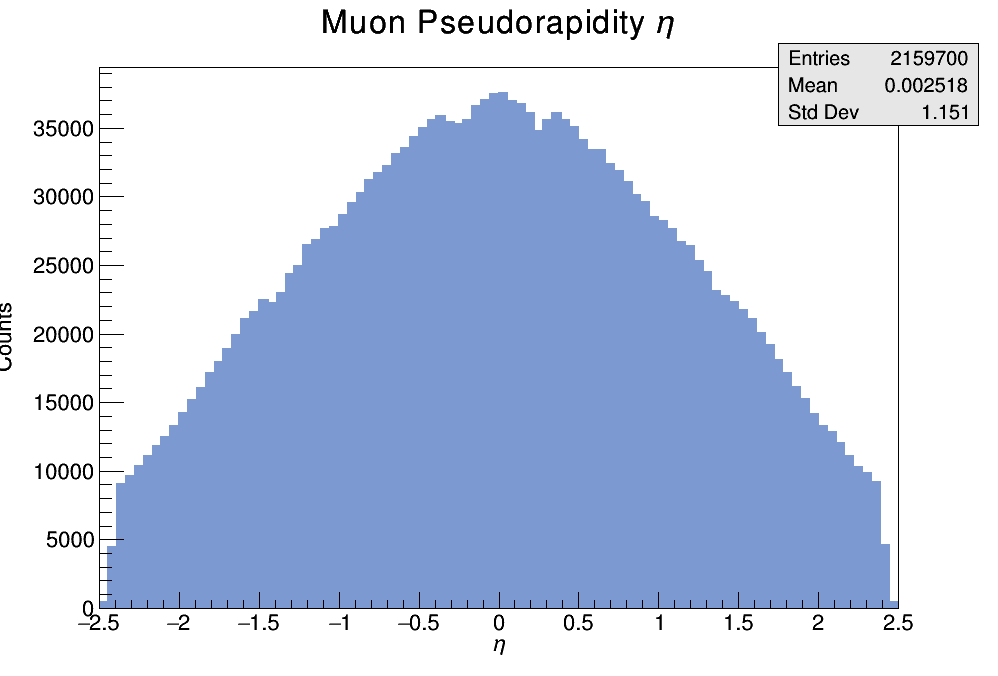 Muon Pseudorapidity η
Entries 2159700
Mean 0.002518
Std Dev 1.151
35000
30000
25000
20000
15000
10000
5000
0
Counts
−2.5 −2 −1.5 −1 −0.5 0 0.5 1 1.5 2 2.5
η